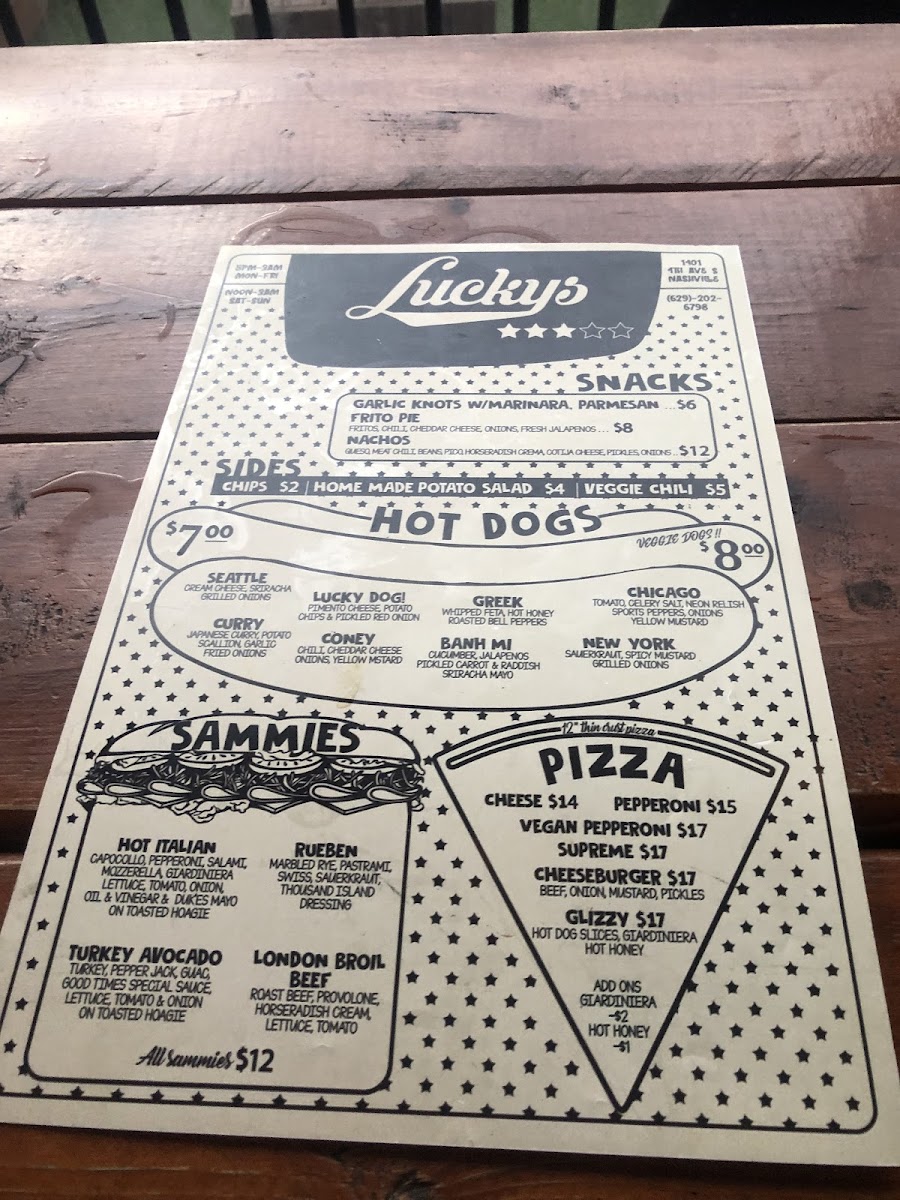 5PM-3AM
MON-FRI
NOON-3AM
SAT-SUN
Luckys
1401
4TH AVE S
NASHVILLE
(629)-202-
6798
SNACKS
GARLIC KNOTS W/MARINARA, PARMESAN ...$6
FRITO PIE
FRITOS, CHILI, CHEDDAR CHEESE, ONIONS, FRESH JALAPENOS ... $8
NACHOS
QUESO, MEAT CHILI, BEANS, PICO, HORSERADISH CREMA, COTIJA CHEESE, PICKLES, ONIONS ..$12
SIDES
CHIPS $2 | HOME MADE POTATO SALAD $4 | VEGGIE CHILI $5
HOT DOGS
$7.00
VEGGIE DOGS!!
$8.00
SEATTLE
CREAM CHEESE, SRIRACHA
GRILLED ONIONS
LUCKY DOG!
PIMENTO CHEESE, POTATO
CHIPS & PICKLED RED ONION
GREEK
WHIPPED FETA, HOT HONEY
ROASTED BELL PEPPERS
CHICAGO
TOMATO, CELERY SALT, NEON RELISH
SPORTS PEPPERS, ONIONS
YELLOW MUSTARD
CURRY
JAPANESE CURRY, POTATO
SCALLION, GARLIC
FRIED ONIONS
CONEY
CHILI, CHEDDAR CHEESE
ONIONS, YELLOW MSTARD
BANH MI
CUCUMBER, JALAPENOS
PICKLED CARROT & RADDISH
SRIRACHA MAYO
NEW YORK
SAUERKRAUT, SPICY MUSTARD
GRILLED ONIONS
SAMMIES
HOT ITALIAN
CAPOCOLLO, PEPPERONI, SALAMI,
MOZZERELLA, GIARDINIERA
LETTUCE, TOMATO, ONION,
OIL & VINEGAR & DUKES MAYO
ON TOASTED HOAGIE
RUEBEN
MARBLED RYE, PASTRAMI,
SWISS, SAUERKRAUT,
THOUSAND ISLAND
DRESSING
TURKEY AVOCADO
TURKEY, PEPPER JACK, GUAC,
GOOD TIMES SPECIAL SAUCE,
LETTUCE, TOMATO & ONION
ON TOASTED HOAGIE
LONDON BROIL
BEEF
ROAST BEEF, PROVOLONE,
HORSERADISH CREAM,
LETTUCE, TOMATO
All Sammies $12
12" thin crust pizza
PIZZA
CHEESE $14 PEPPERONI $15
VEGAN PEPPERONI $17
SUPREME $17
CHEESEBURGER $17
BEEF, ONION, MUSTARD, PICKLES
GLIZZY $17
HOT DOG SLICES, GIARDINIERA
HOT HONEY
ADD ONS
GIARDINIERA
-$2
HOT HONEY
-$1